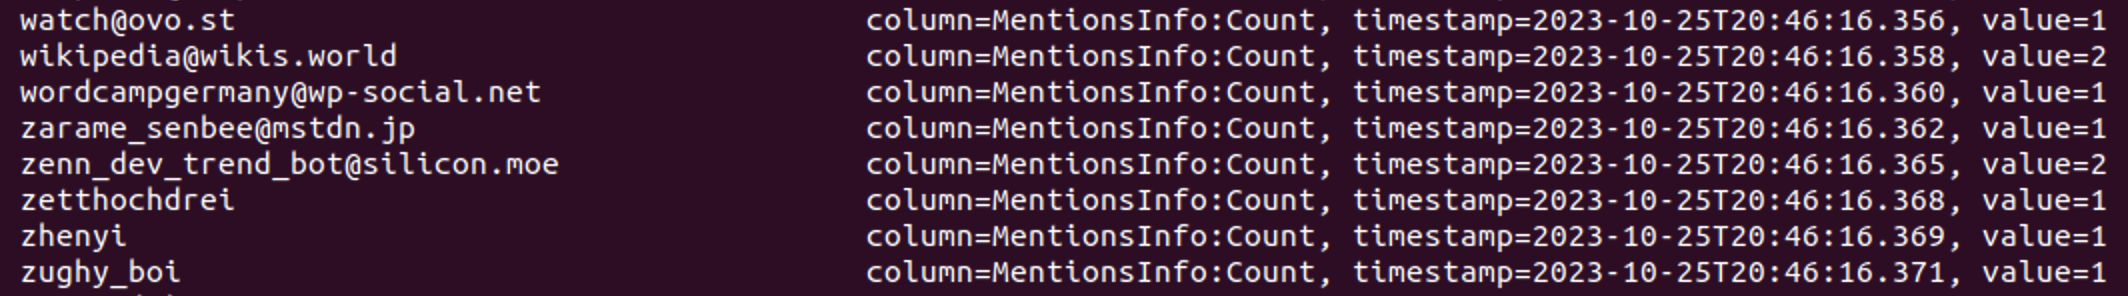 watch@ovo.st column=MentionsInfo:Count, timestamp=2023-10-25T20:46:16.356, value=1
wikipedia@wikis.world column=MentionsInfo:Count, timestamp=2023-10-25T20:46:16.358, value=2
wordcampgermany@wp-social.net column=MentionsInfo:Count, timestamp=2023-10-25T20:46:16.360, value=1
zarame_senbee@mstdn.jp column=MentionsInfo:Count, timestamp=2023-10-25T20:46:16.362, value=1
zenn_dev_trend_bot@silicon.moe column=MentionsInfo:Count, timestamp=2023-10-25T20:46:16.365, value=2
zetthochdrei column=MentionsInfo:Count, timestamp=2023-10-25T20:46:16.368, value=1
zhenyi column=MentionsInfo:Count, timestamp=2023-10-25T20:46:16.369, value=1
zughy_boi column=MentionsInfo:Count, timestamp=2023-10-25T20:46:16.371, value=1